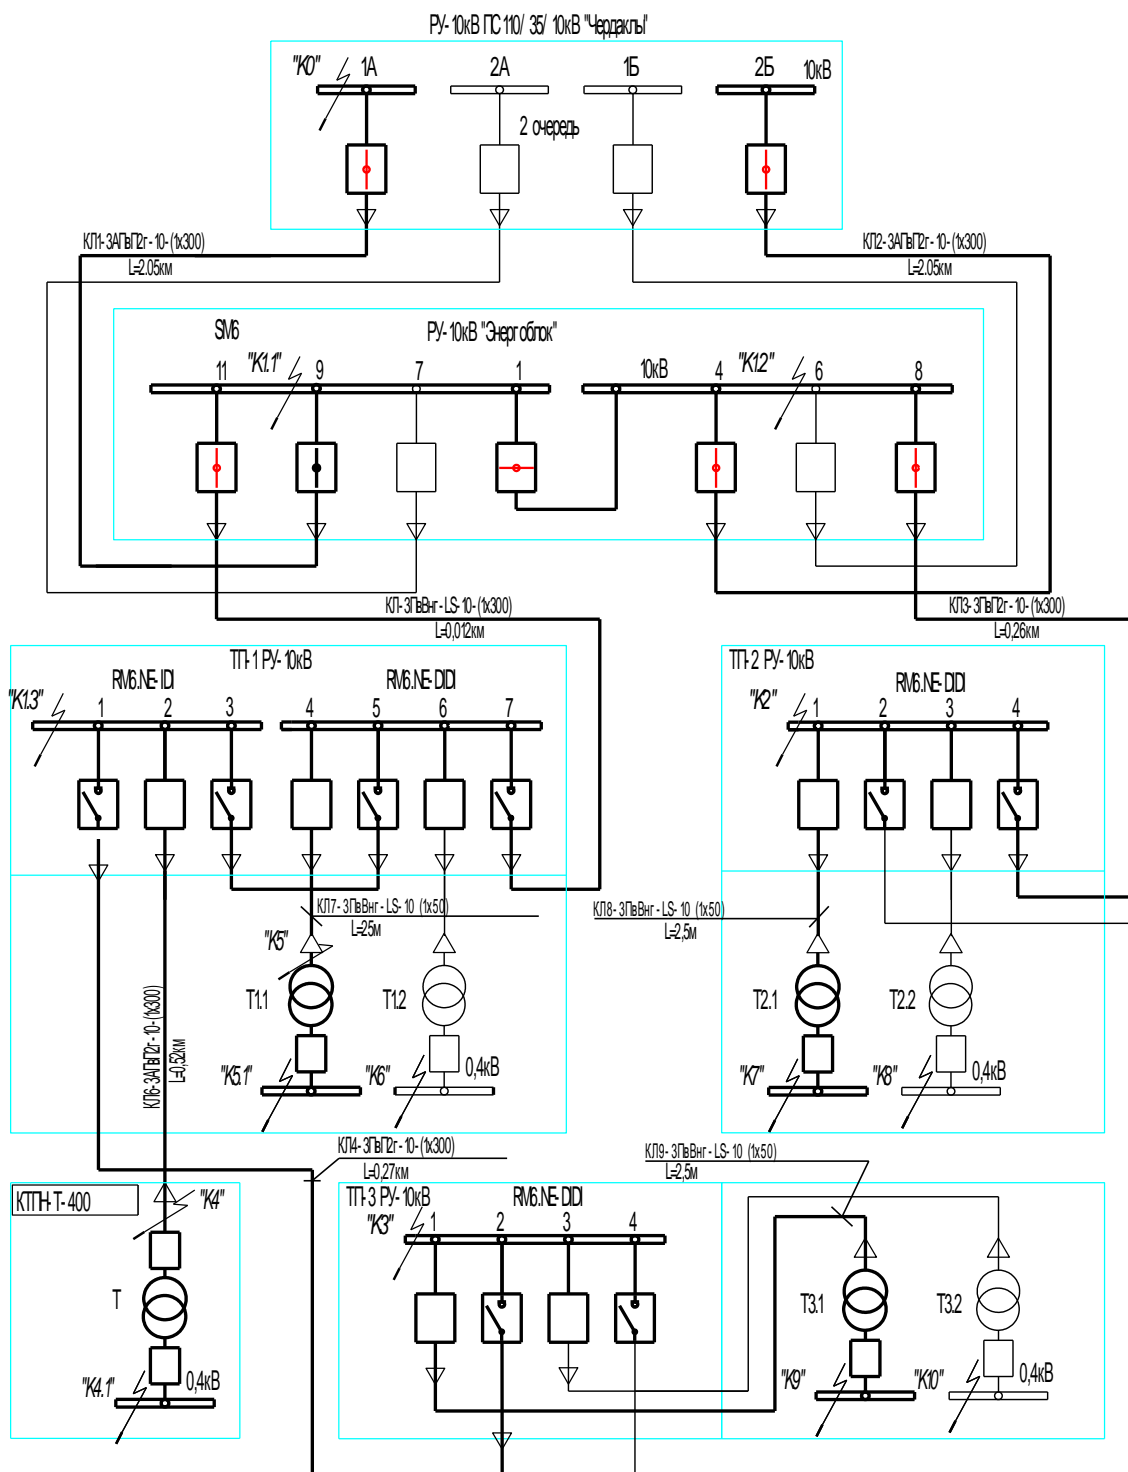 РУ-10кВ ПС 110/ 35/ 10кВ "Чердаклы"
"К0" 1А 2А 1Б 2Б 10кВ
2 очередь
КЛ1-3АПвП2г-10-(1х300)
L=2.05км
КЛ2-3АПвП2г-10-(1х300)
L=2.05км
SM6 РУ-10кВ "Энергоблок"
11 "К1.1" 9 7 1 10кВ 4 "К1.2" 6 8
КЛ-3ПвВнг-LS-10-(1х300)
L=0,012км
КЛ3-3ПвП2г-10-(1х300)
L=0,26км
ТП-1 РУ-10кВ
RM6.NE-IDI RM6.NE-DIDI
"К1.3" 1 2 3 4 5 6 7
ТП-2 РУ-10кВ
RM6.NE-DIDI
"К2" 1 2 3 4
КЛ7-3ПвВнг-LS-10 (1х50)
L=25м
КЛ8-3ПвВнг-LS-10 (1х50)
L=2,5м
"К5"
Т1.1 Т1.2 Т2.1 Т2.2
КЛ6-3АПвП2г-10-(1х300)
L=0,52км
"К5.1" "К6" 0,4кВ "К7" "К8" 0,4кВ
КЛ4-3ПвП2г-10-(1х300)
L=0,27км
КЛ9-3ПвВнг-LS-10 (1х50)
L=2,5м
КТПН-Т-400 "К4"
ТП-3 РУ-10кВ RM6.NE-DIDI
"К3" 1 2 3 4
Т Т3.1 Т3.2
"К4.1" 0,4кВ "К9" "К10" 0,4кВ